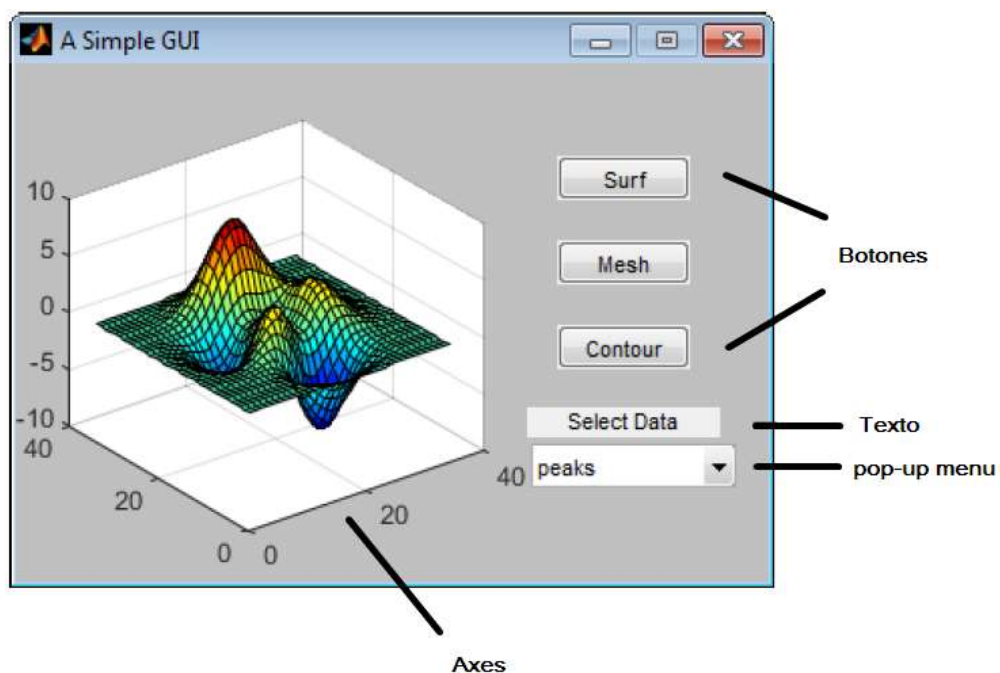 A Simple GUI
10
5
0
-5
-10
40
20
0
0
20
40
Surf
Mesh
Contour
Select Data
peaks
Botones
Texto
pop-up menu
Axes